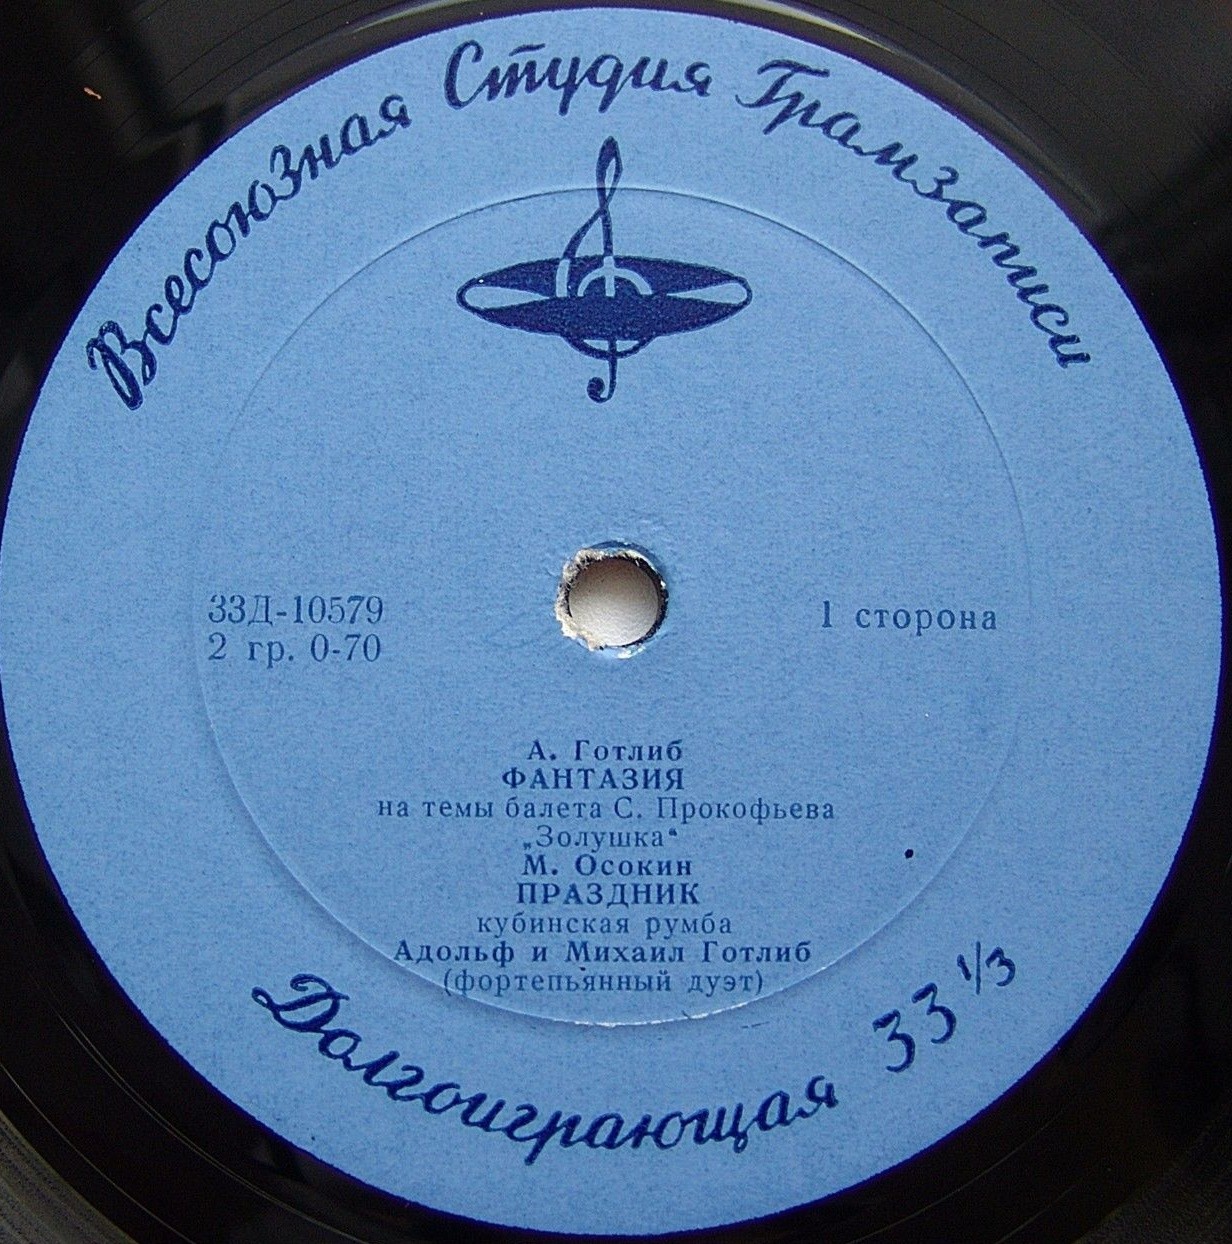 Всесоюзная Студия Грамзаписи
33Д-10579
2 гр. 0-70
1 сторона
А. Готлиб
ФАНТАЗИЯ
на темы балета С. Прокофьева
„Золушка“
М. Осокин
ПРАЗДНИК
кубинская румба
Адольф и Михаил Готлиб
(фортепьянный дуэт)
Долгоиграющая 33 1/3